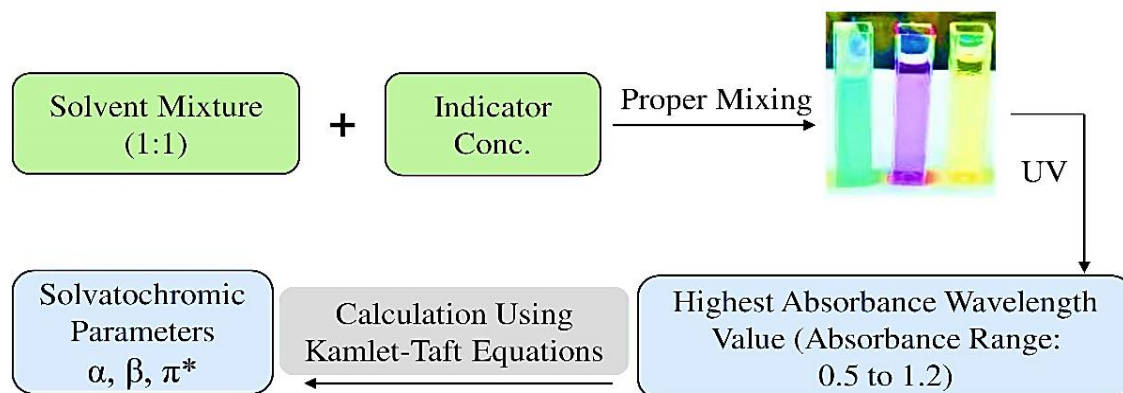 Solvent Mixture
(1:1)
+
Indicator
Conc.
Proper Mixing
UV
Highest Absorbance Wavelength
Value (Absorbance Range:
0.5 to 1.2)
Calculation Using
Kamlet-Taft Equations
Solvatochromic
Parameters
α, β, π*